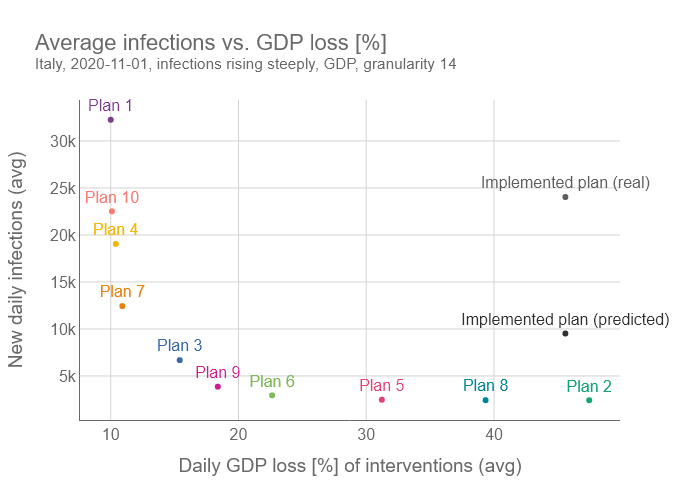 Average infections vs. GDP loss [%]
Italy, 2020-11-01, infections rising steeply, GDP, granularity 14
Plan 1
30k
Implemented plan (real)
25k
Plan 10
Plan 4
20k
15k
Plan 7
Implemented plan (predicted)
10k
Plan 3
Plan 9
Plan 6
Plan 5
Plan 8
Plan 2
5k
10
20
30
40
New daily infections (avg)
Daily GDP loss [%] of interventions (avg)